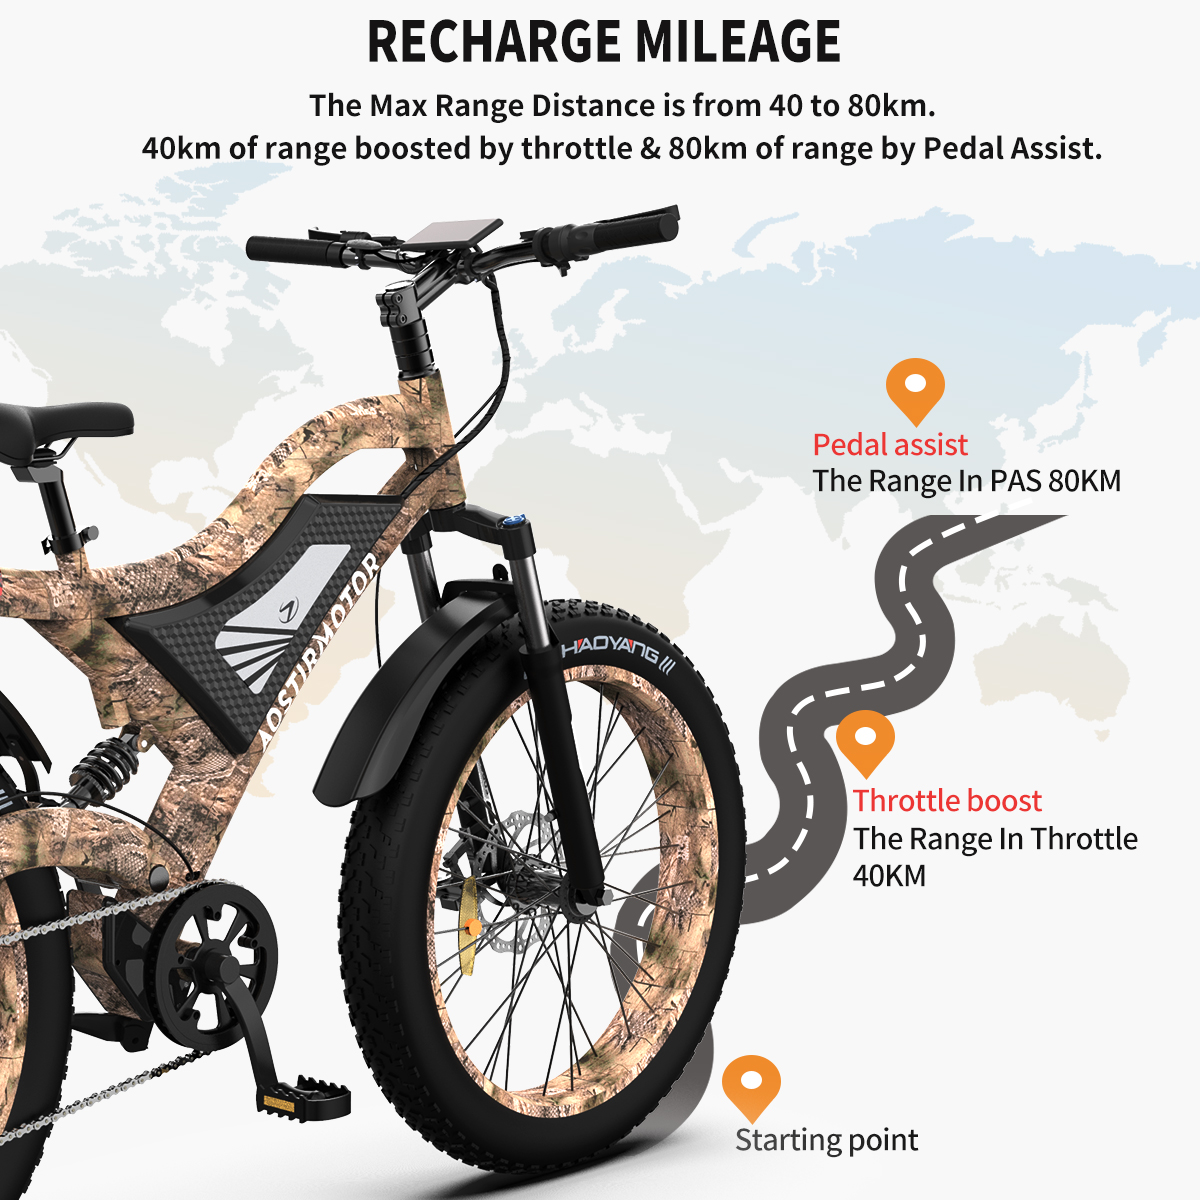 RECHARGE MILEAGE
The Max Range Distance is from 40 to 80km.
40km of range boosted by throttle & 80km of range by Pedal Assist.
Pedal assist
The Range In PAS 80KM
AOSTIRMOTOR
HAOYANG
Throttle boost
The Range In Throttle
40KM
Starting point